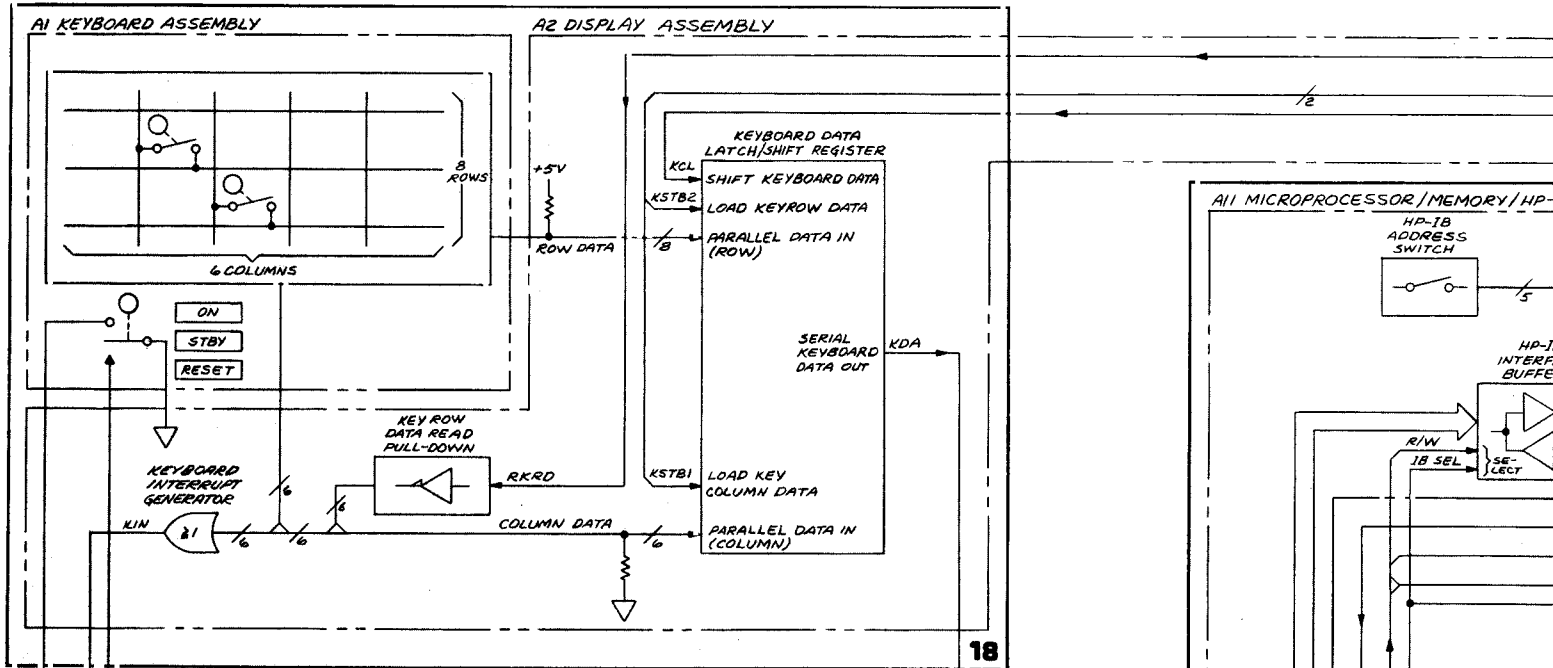 A1 KEYBOARD ASSEMBLY
A2 DISPLAY ASSEMBLY
8
ROWS
6 COLUMNS
ON
STBY
RESET
+5V
ROW DATA
8
2
KEYBOARD DATA
LATCH/SHIFT REGISTER
KCL
SHIFT KEYBOARD DATA
KSTB2
LOAD KEYROW DATA
PARALLEL DATA IN
(ROW)
SERIAL
KEYBOARD
DATA OUT
KDA
KSTB1
LOAD KEY
COLUMN DATA
PARALLEL DATA IN
(COLUMN)
KEY ROW
DATA READ
PULL-DOWN
RKRD
KEYBOARD
INTERRUPT
GENERATOR
KIN
≥1
6
6
6
6
COLUMN DATA
6
18
A11 MICROPROCESSOR/MEMORY/HP-
HP-IB
ADDRESS
SWITCH
5
HP-I
INTERF
BUFFE
R/W
IB SEL
SE-
LECT